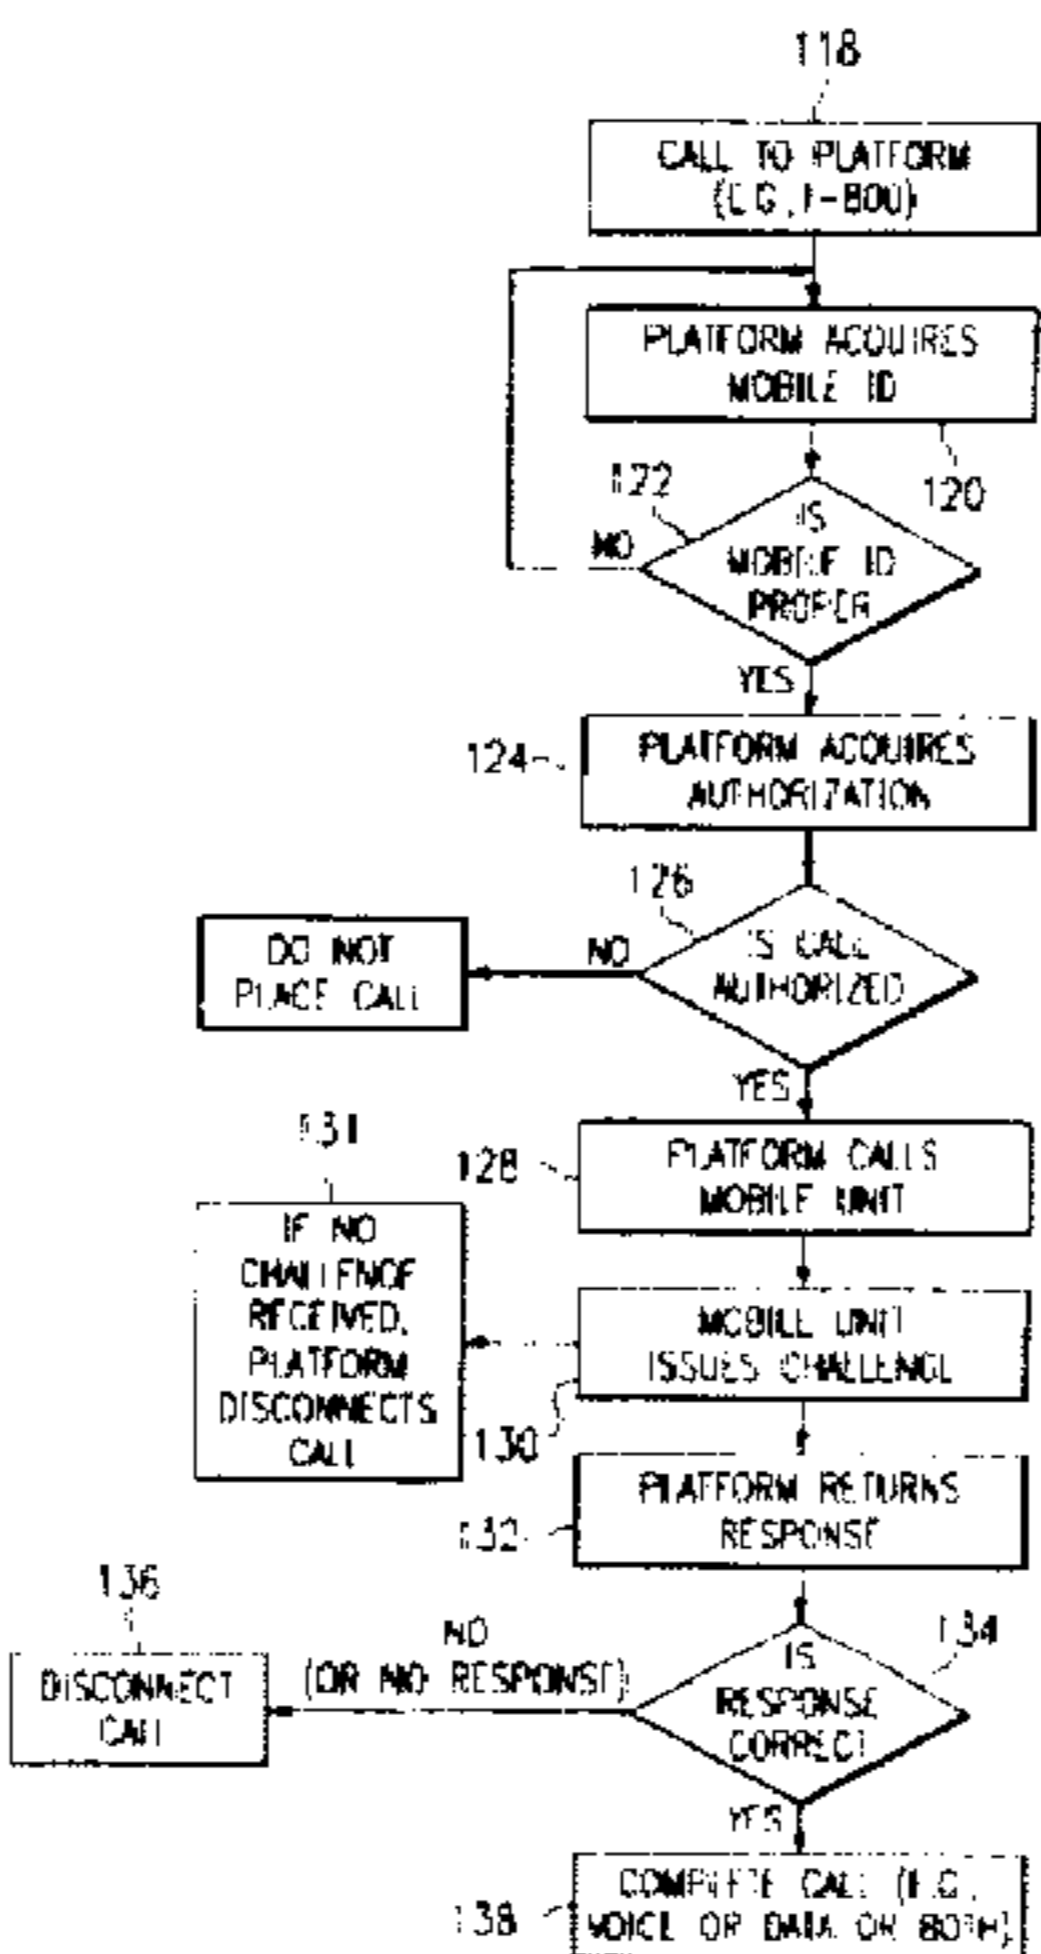 118
CALL TO PLATFORM
(E.G., 1-800)
PLATFORM ACQUIRES
MOBILE ID
120
122
NO
IS
MOBILE ID
PROPER
YES
124
PLATFORM ACQUIRES
AUTHORIZATION
126
DO NOT
PLACE CALL
NO
IS CALL
AUTHORIZED
YES
128
PLATFORM CALLS
MOBILE UNIT
131
IF NO
CHALLENGE
RECEIVED,
PLATFORM
DISCONNECTS
CALL
MOBILE UNIT
ISSUES CHALLENGE
130
PLATFORM RETURNS
RESPONSE
132
136
DISCONNECT
CALL
NO
(OR NO RESPONSE)
134
IS
RESPONSE
CORRECT
YES
138
COMPLETE CALL (E.G.,
VOICE OR DATA OR BOTH)